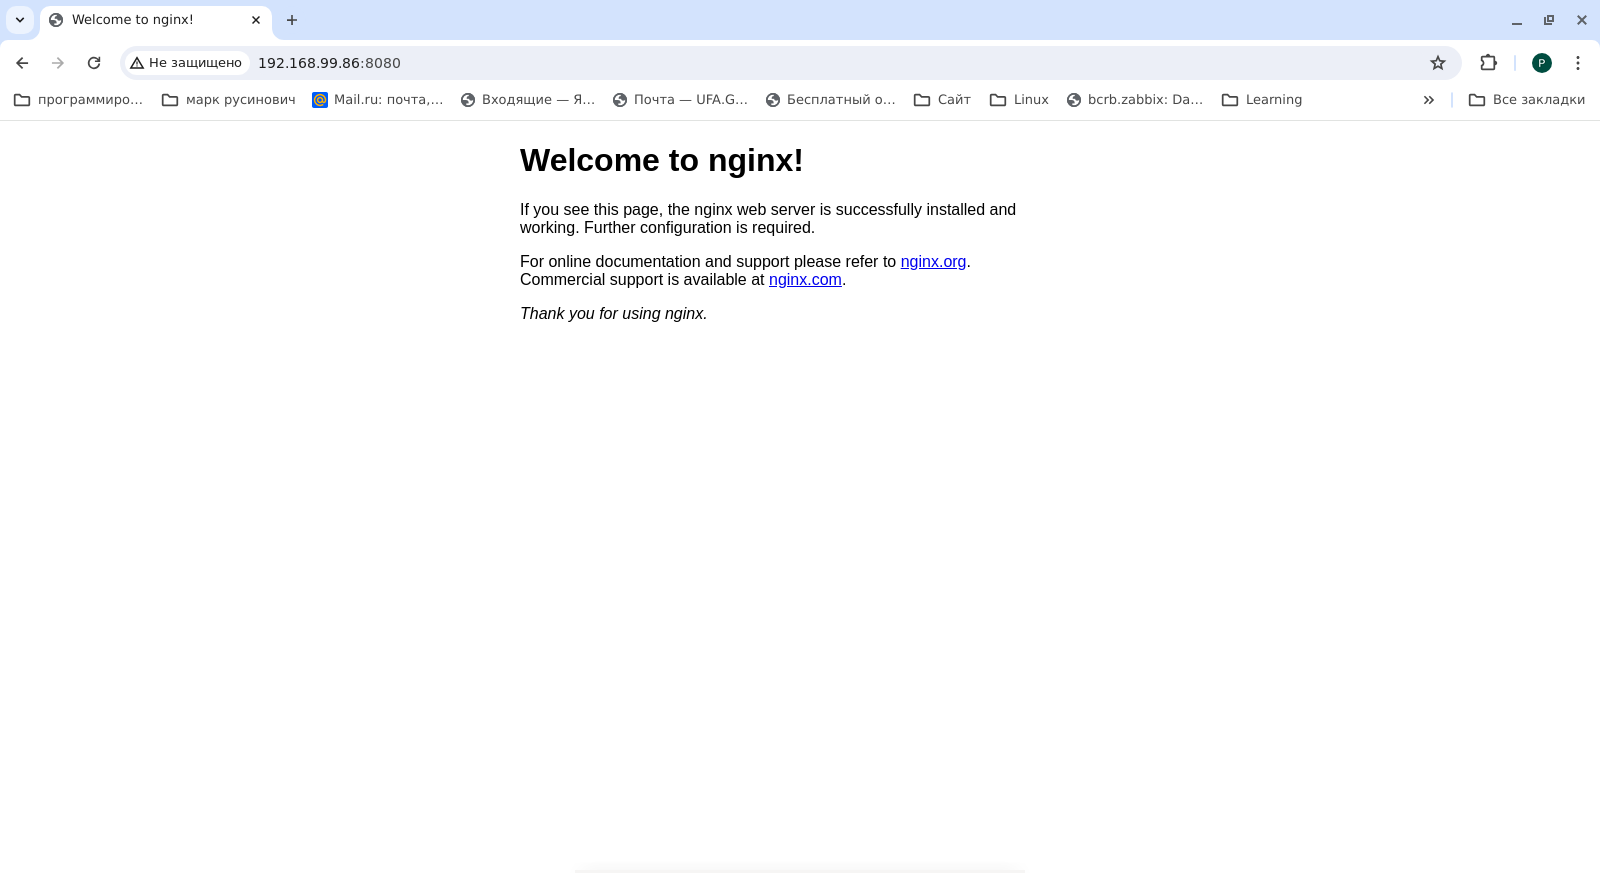 Welcome to nginx!
Не защищено 192.168.99.86:8080
программиро... марк русинович Mail.ru: почта,... Входящие — Я... Почта — UFA.G... Бесплатный о... Сайт Linux bcrb.zabbix: Da... Learning » Все закладки
P
Welcome to nginx!
If you see this page, the nginx web server is successfully installed and
working. Further configuration is required.
For online documentation and support please refer to nginx.org.
Commercial support is available at nginx.com.
Thank you for using nginx.